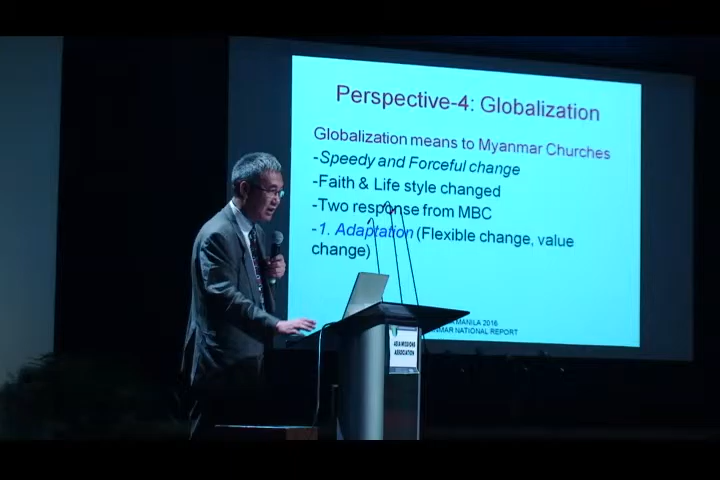 Perspective-4: Globalization
Globalization means to Myanmar Churches
-Speedy and Forceful change
-Faith & Life style changed
-Two response from MBC
-1. Adaptation (Flexible change, value
change)
MANILA 2016
NATIONAL REPORT
ASIA MISSIONS
ASSOCIATION